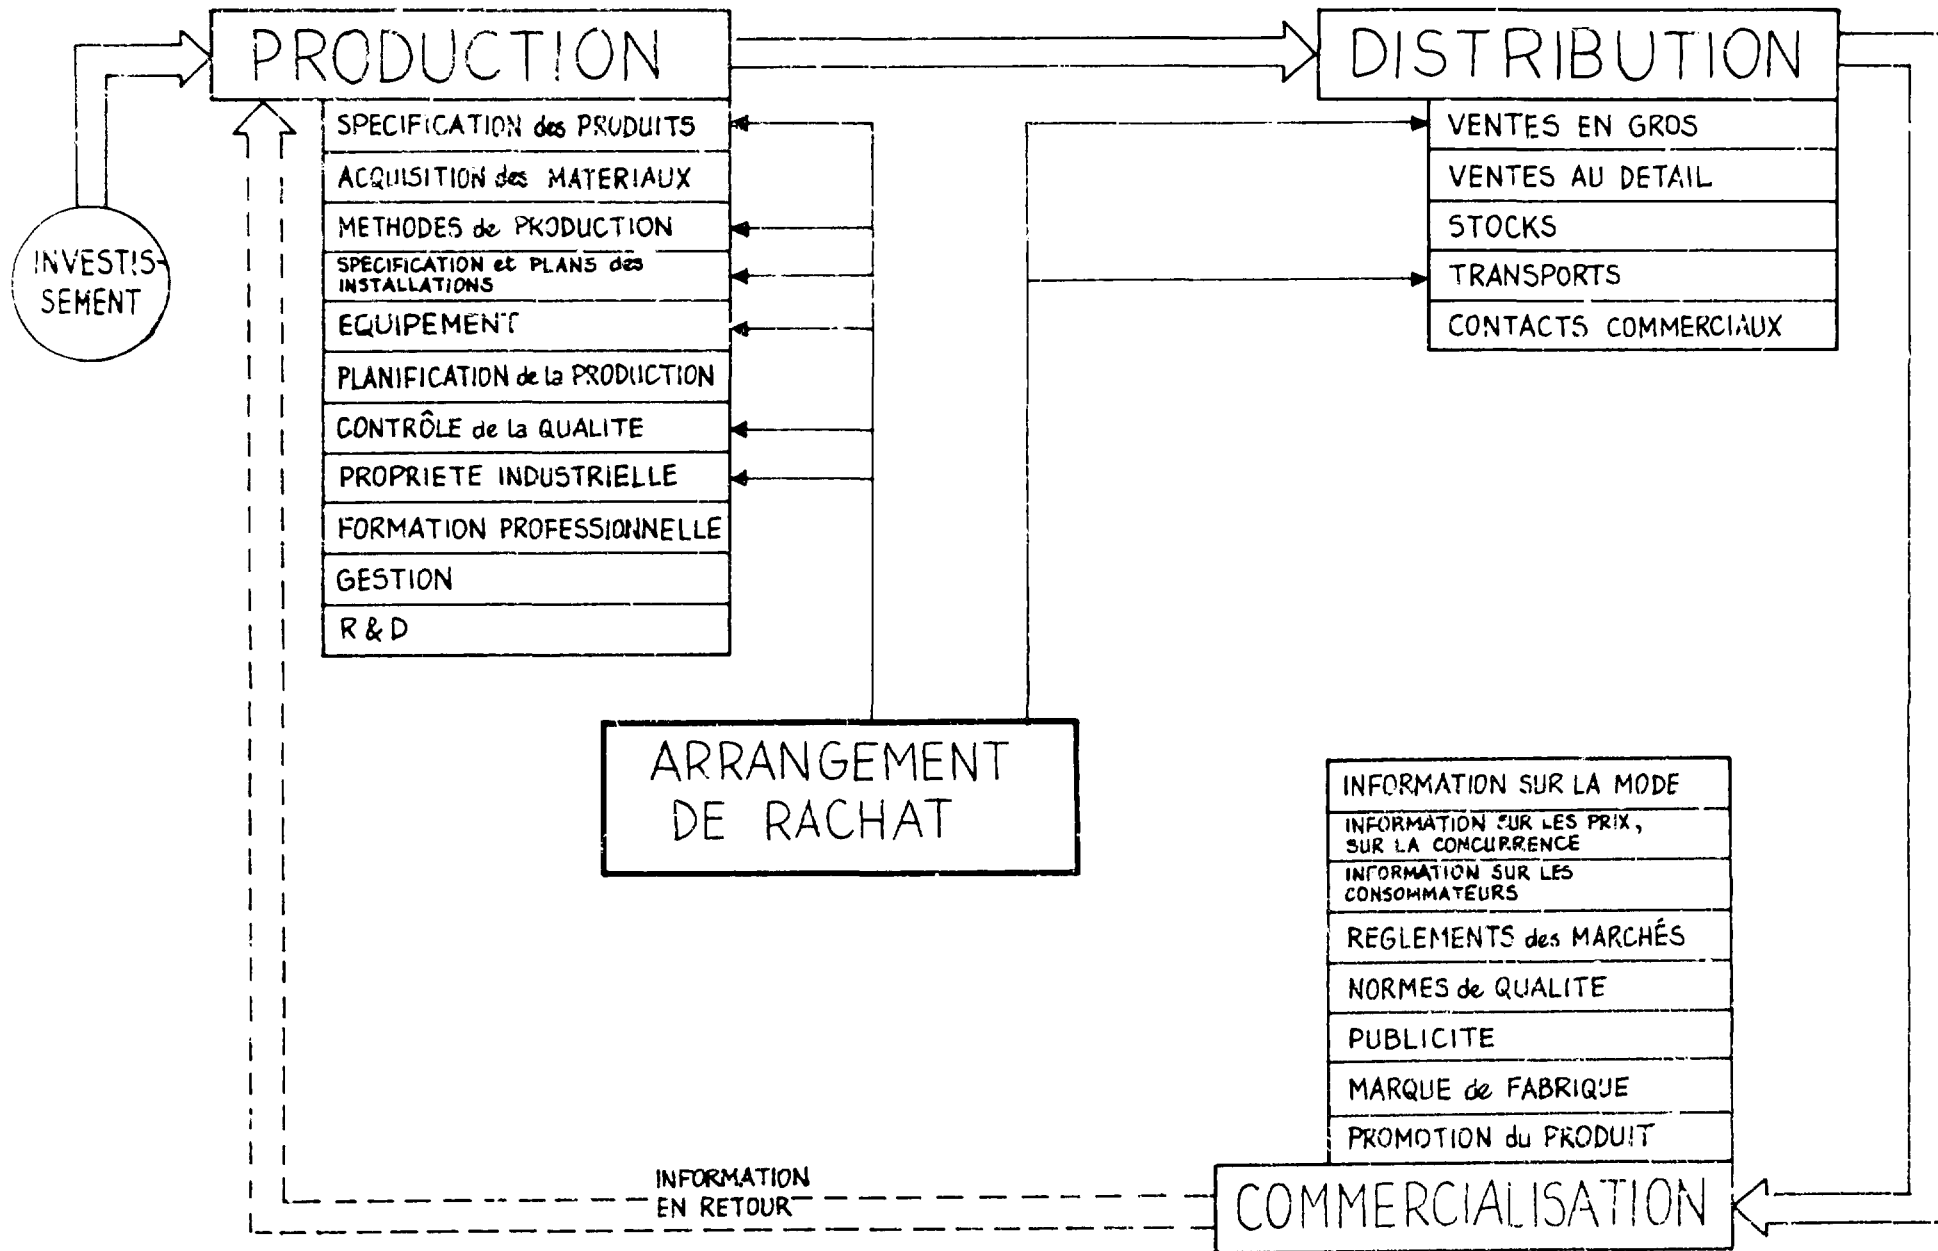 PRODUCTION
DISTRIBUTION
INVESTIS-
SEMENT
SPECIFICATION des PRODUITS
ACQUISITION des MATERIAUX
METHODES de PRODUCTION
SPECIFICATION et PLANS des
INSTALLATIONS
EQUIPEMENT
PLANIFICATION de la PRODUCTION
CONTRÔLE de la QUALITE
PROPRIETE INDUSTRIELLE
FORMATION PROFESSIONNELLE
GESTION
R & D
VENTES EN GROS
VENTES AU DETAIL
STOCKS
TRANSPORTS
CONTACTS COMMERCIAUX
ARRANGEMENT
DE RACHAT
INFORMATION SUR LA MODE
INFORMATION SUR LES PRIX,
SUR LA CONCURRENCE
INFORMATION SUR LES
CONSOMMATEURS
REGLEMENTS des MARCHÉS
NORMES de QUALITE
PUBLICITE
MARQUE de FABRIQUE
PROMOTION du PRODUIT
COMMERCIALISATION
INFORMATION
EN RETOUR